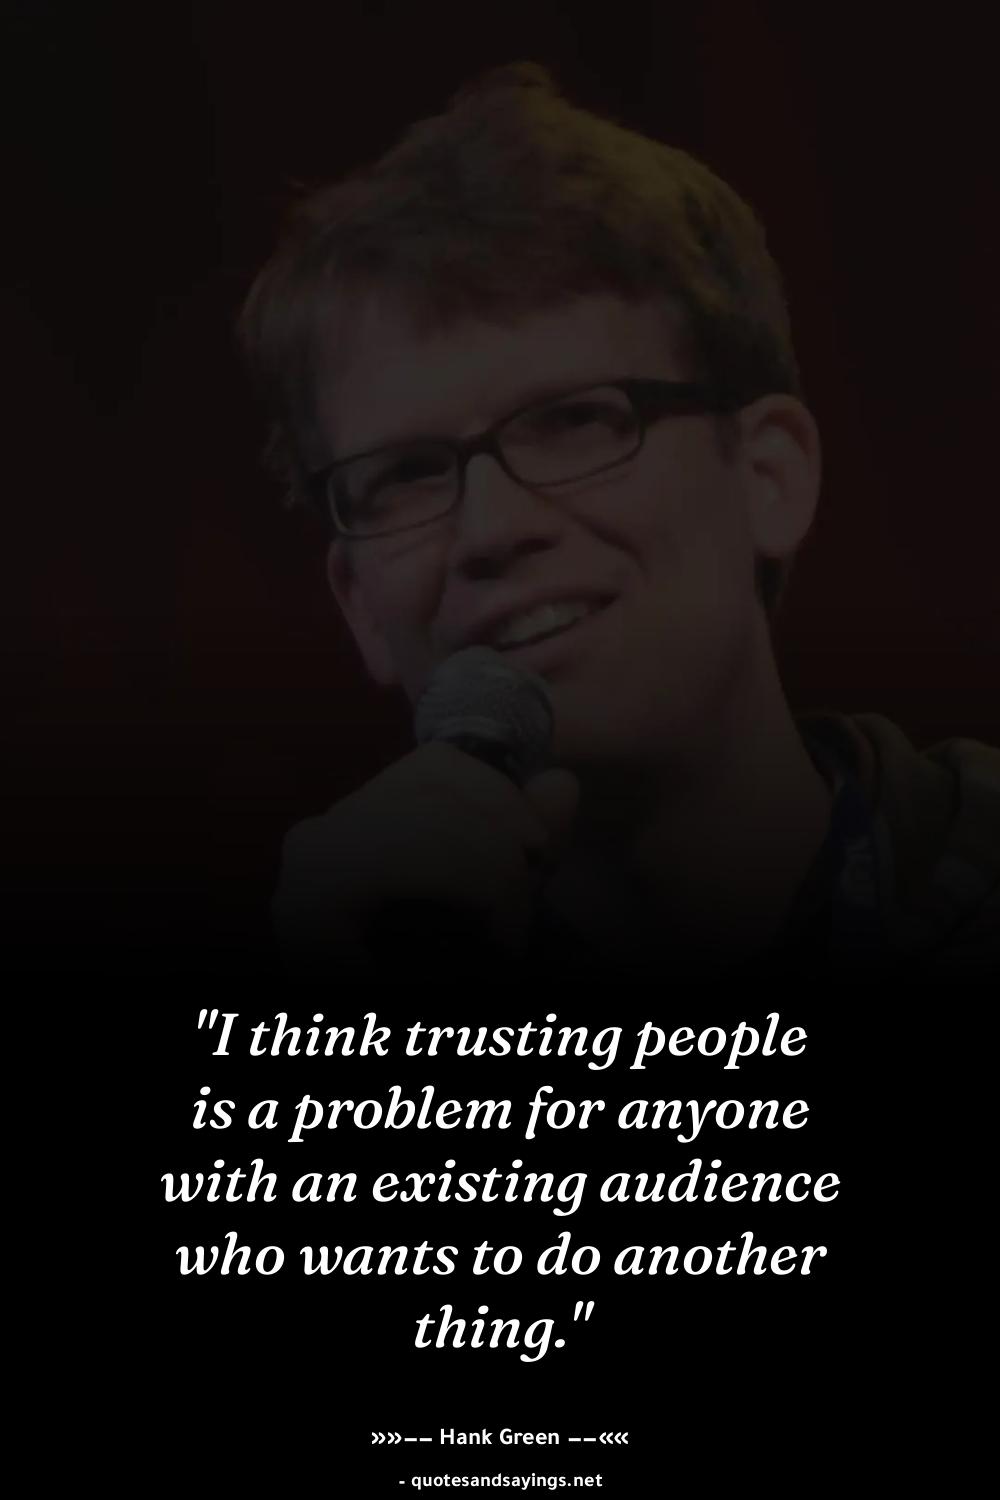 "I think trusting people
is a problem for anyone
with an existing audience
who wants to do another
thing."
»»−− Hank Green −−««
- quotesandsayings.net